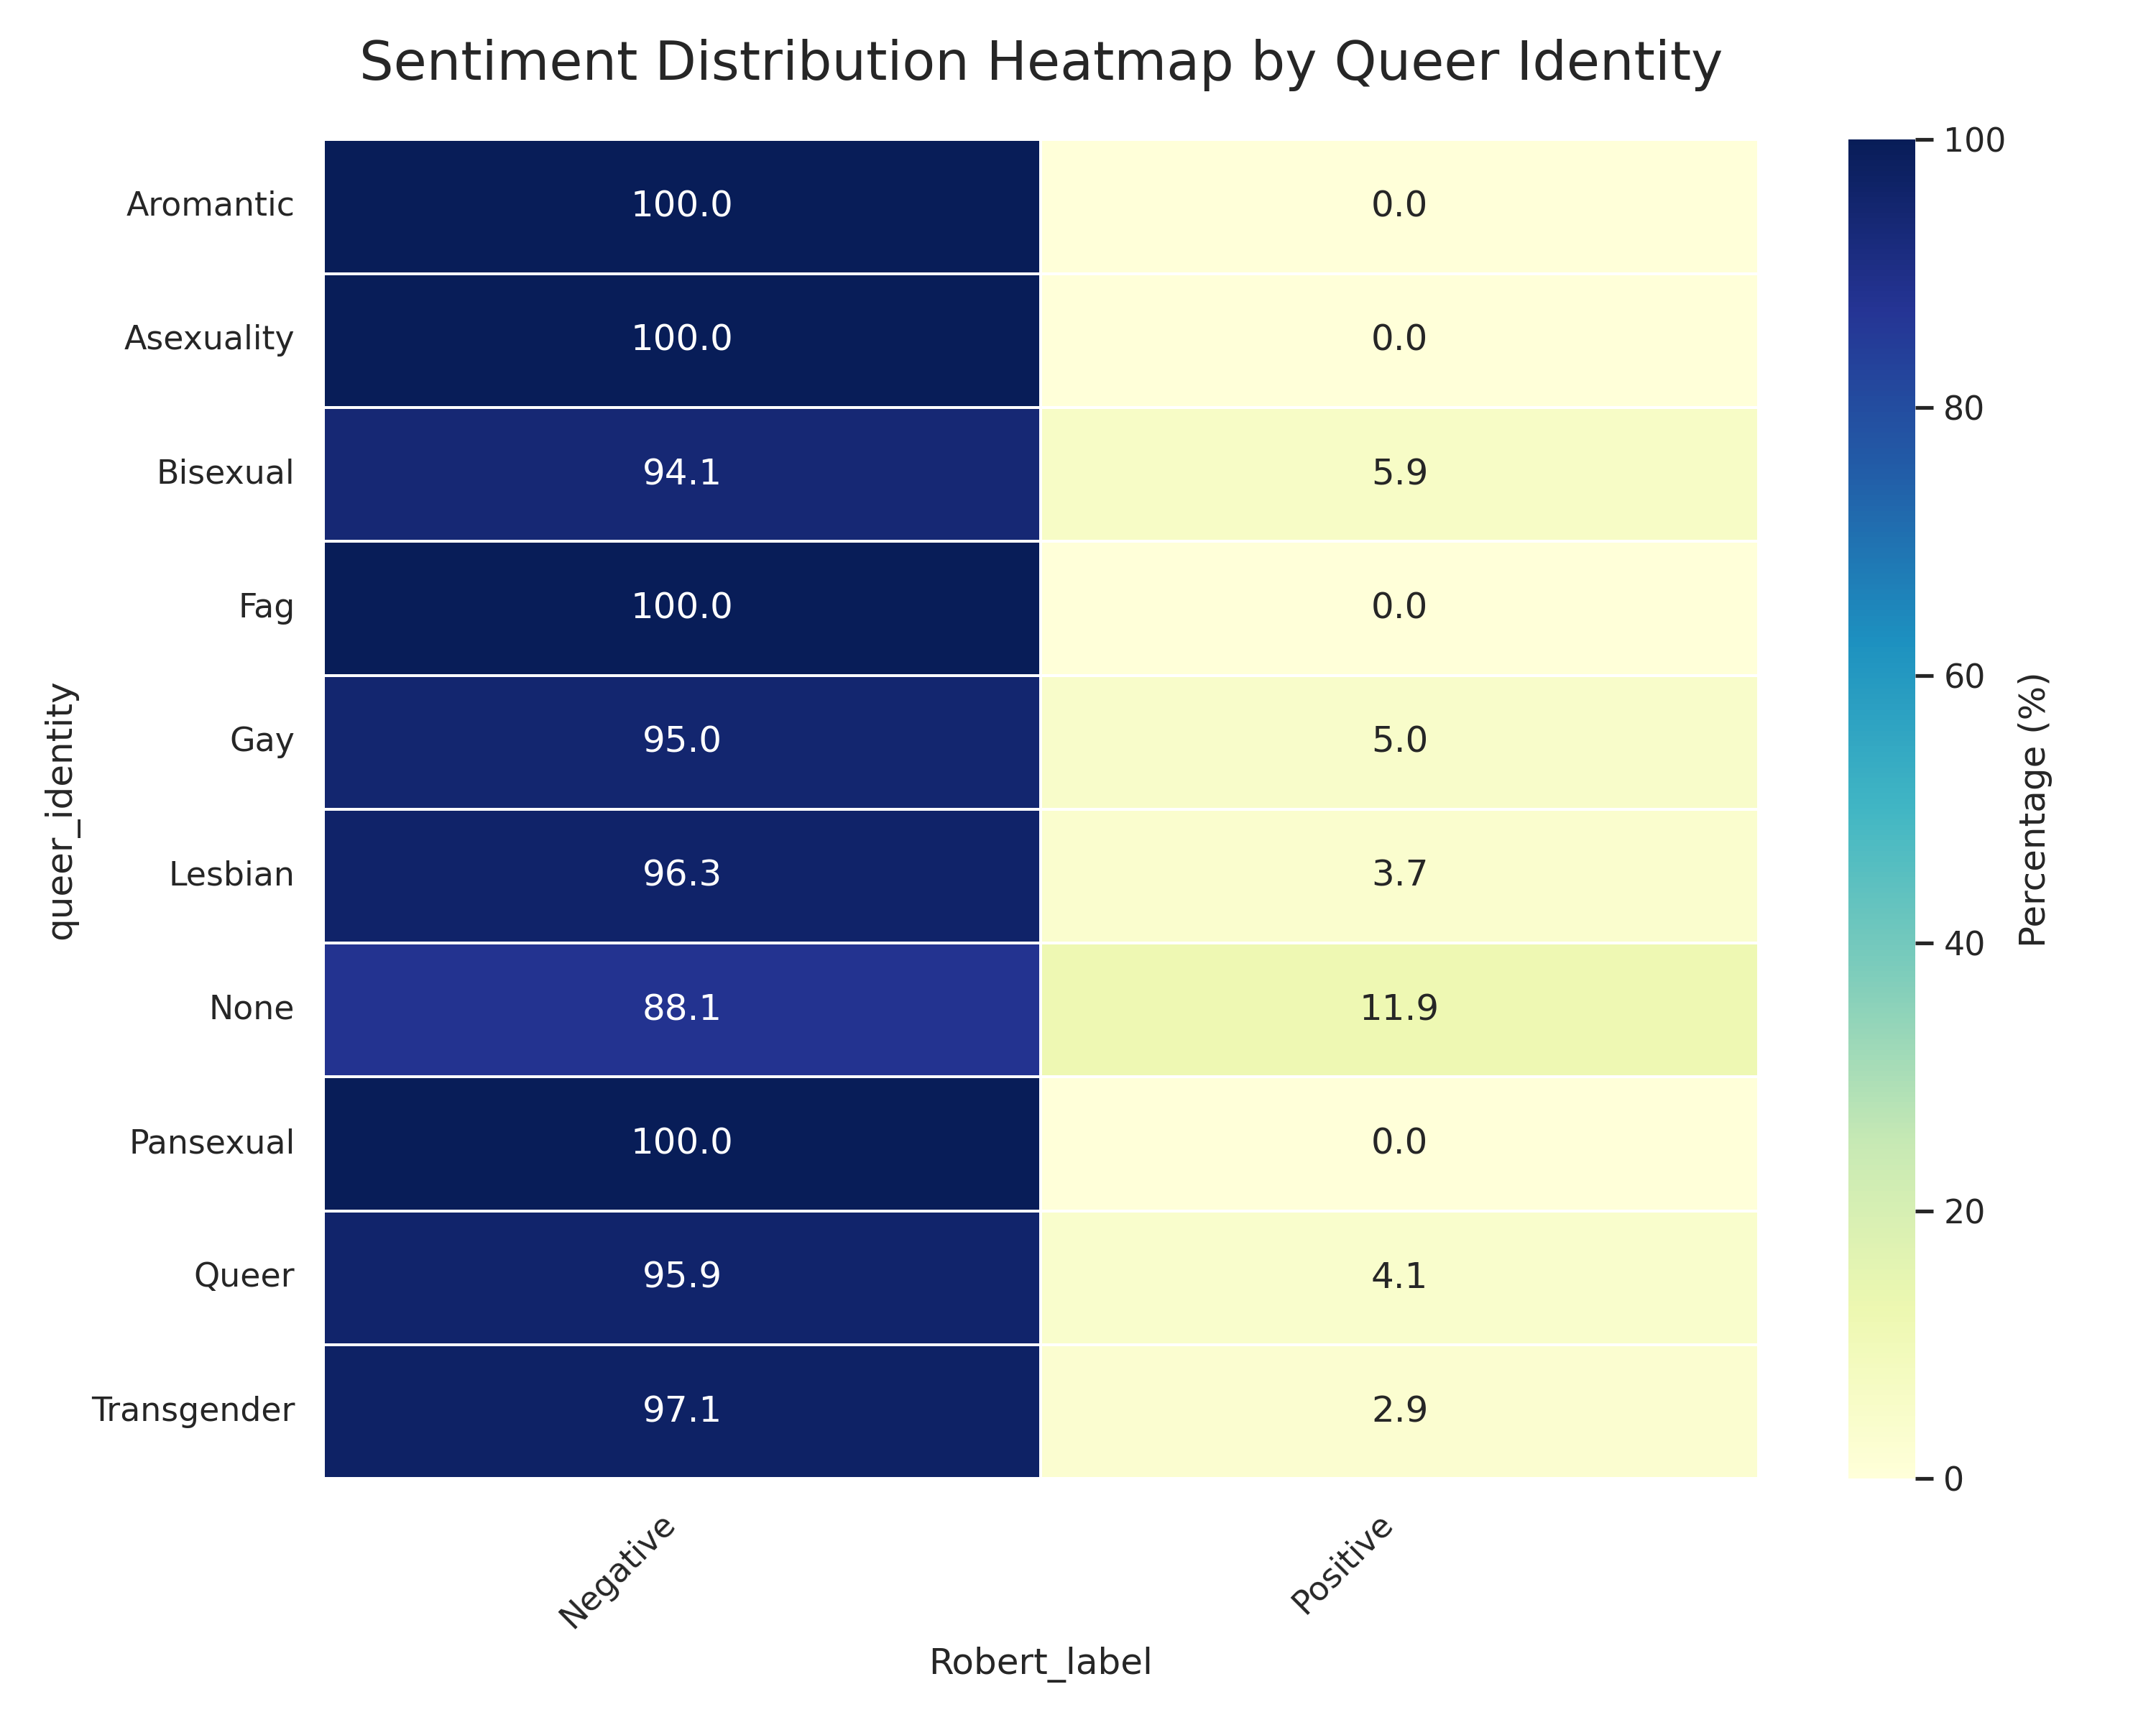 Sentiment Distribution Heatmap by Queer Identity
Aromantic 100.0 0.0
Asexuality 100.0 0.0
Bisexual 94.1 5.9
Fag 100.0 0.0
Gay 95.0 5.0
Lesbian 96.3 3.7
None 88.1 11.9
Pansexual 100.0 0.0
Queer 95.9 4.1
Transgender 97.1 2.9
queer_identity
Negative Positive
Robert_label
100
80
60
40
20
0
Percentage (%)